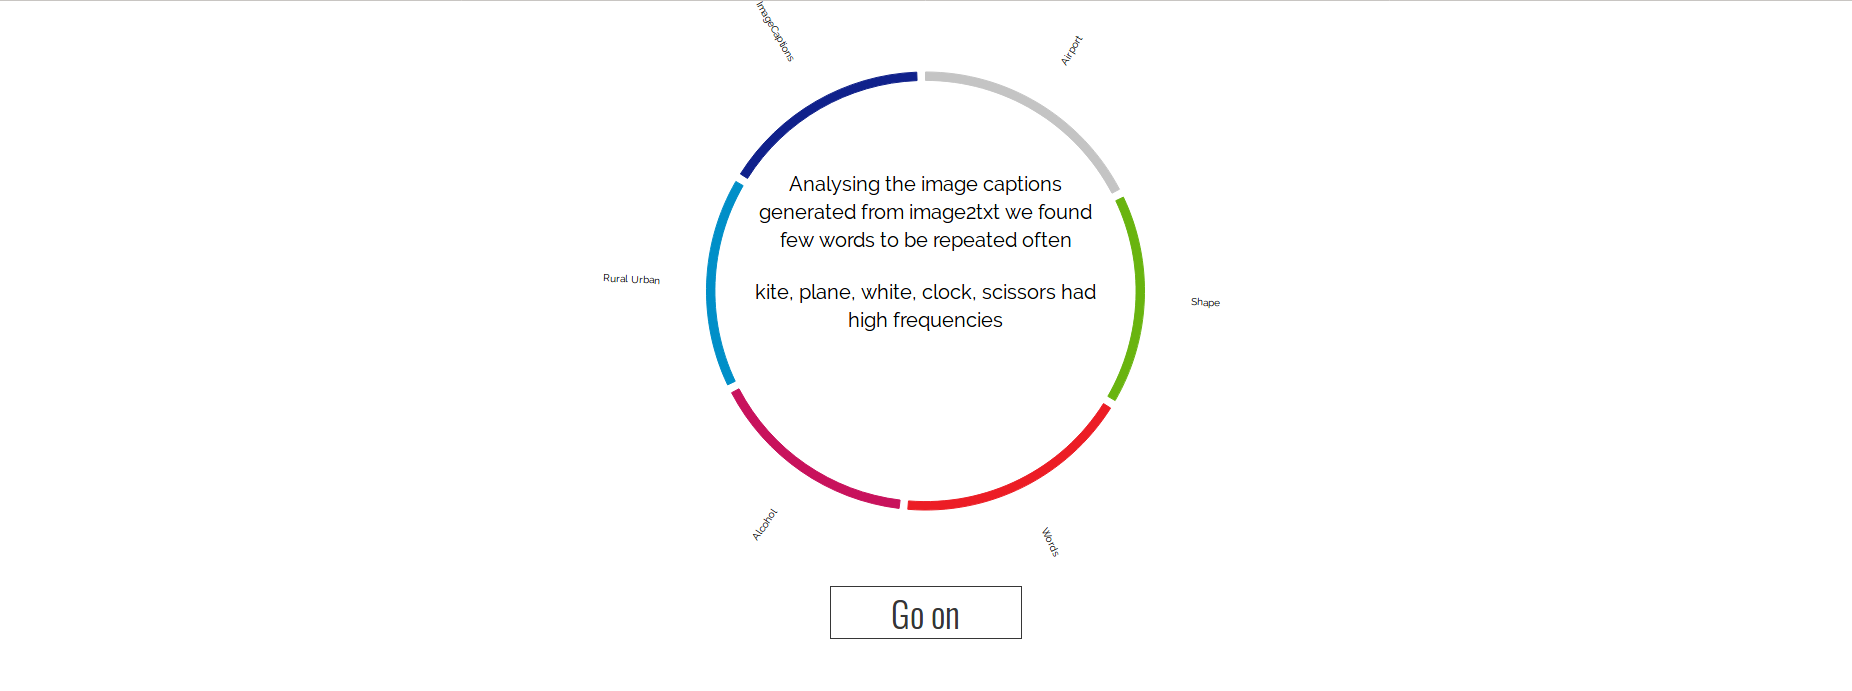 ImageCaptions
Airport
Analysing the image captions
generated from image2txt we found
few words to be repeated often
kite, plane, white, clock, scissors had
high frequencies
Rural Urban
Shape
Alcohol
Words
Go on